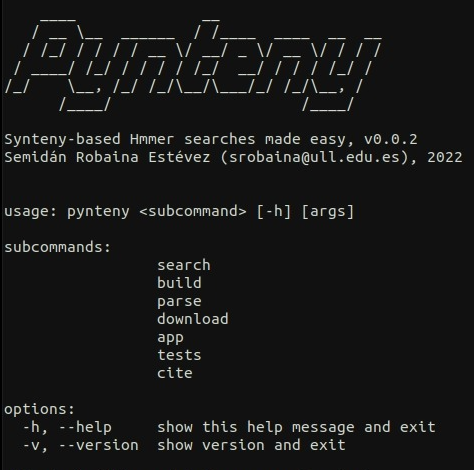 Pynteny
Synteny-based Hmmer searches made easy, v0.0.2
Semidán Robaina Estévez (srobaina@ull.edu.es), 2022
usage: pynteny <subcommand> [-h] [args]
subcommands:
search
build
parse
download
app
tests
cite
options:
-h, --help     show this help message and exit
-v, --version  show version and exit